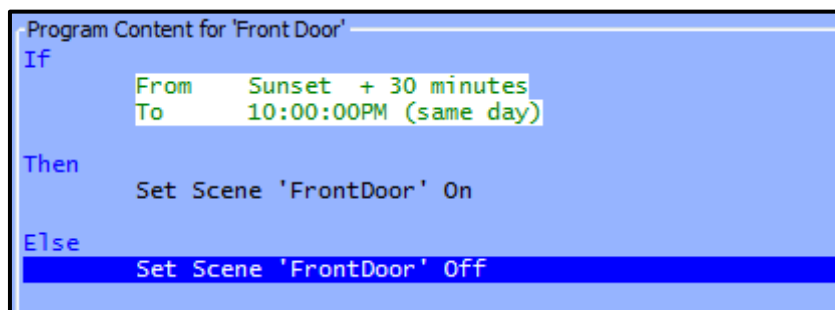 Program Content for 'Front Door'
If
From Sunset + 30 minutes
To 10:00:00PM (same day)
Then
Set Scene 'FrontDoor' On
Else
Set Scene 'FrontDoor' Off